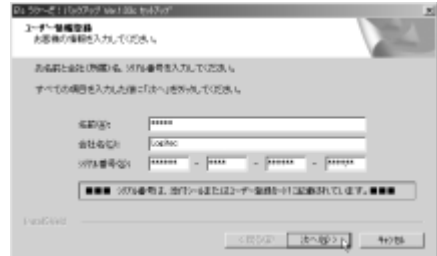 ユーザー情報登録
お客様の情報を入力してください。
お名前と会社(所属)名、シリアル番号を入力してください。
すべての項目を入力した後に「次へ」を押してください。
名前(A): *****
会社名(C): Logitec
シリアル番号(S): ****** - **** - ****** - ******
■■■ シリアル番号は、添付シールまたはユーザー登録カードに記載されています。 ■■■
InstallShield
< 戻る(B) 次へ(N) > キャンセル